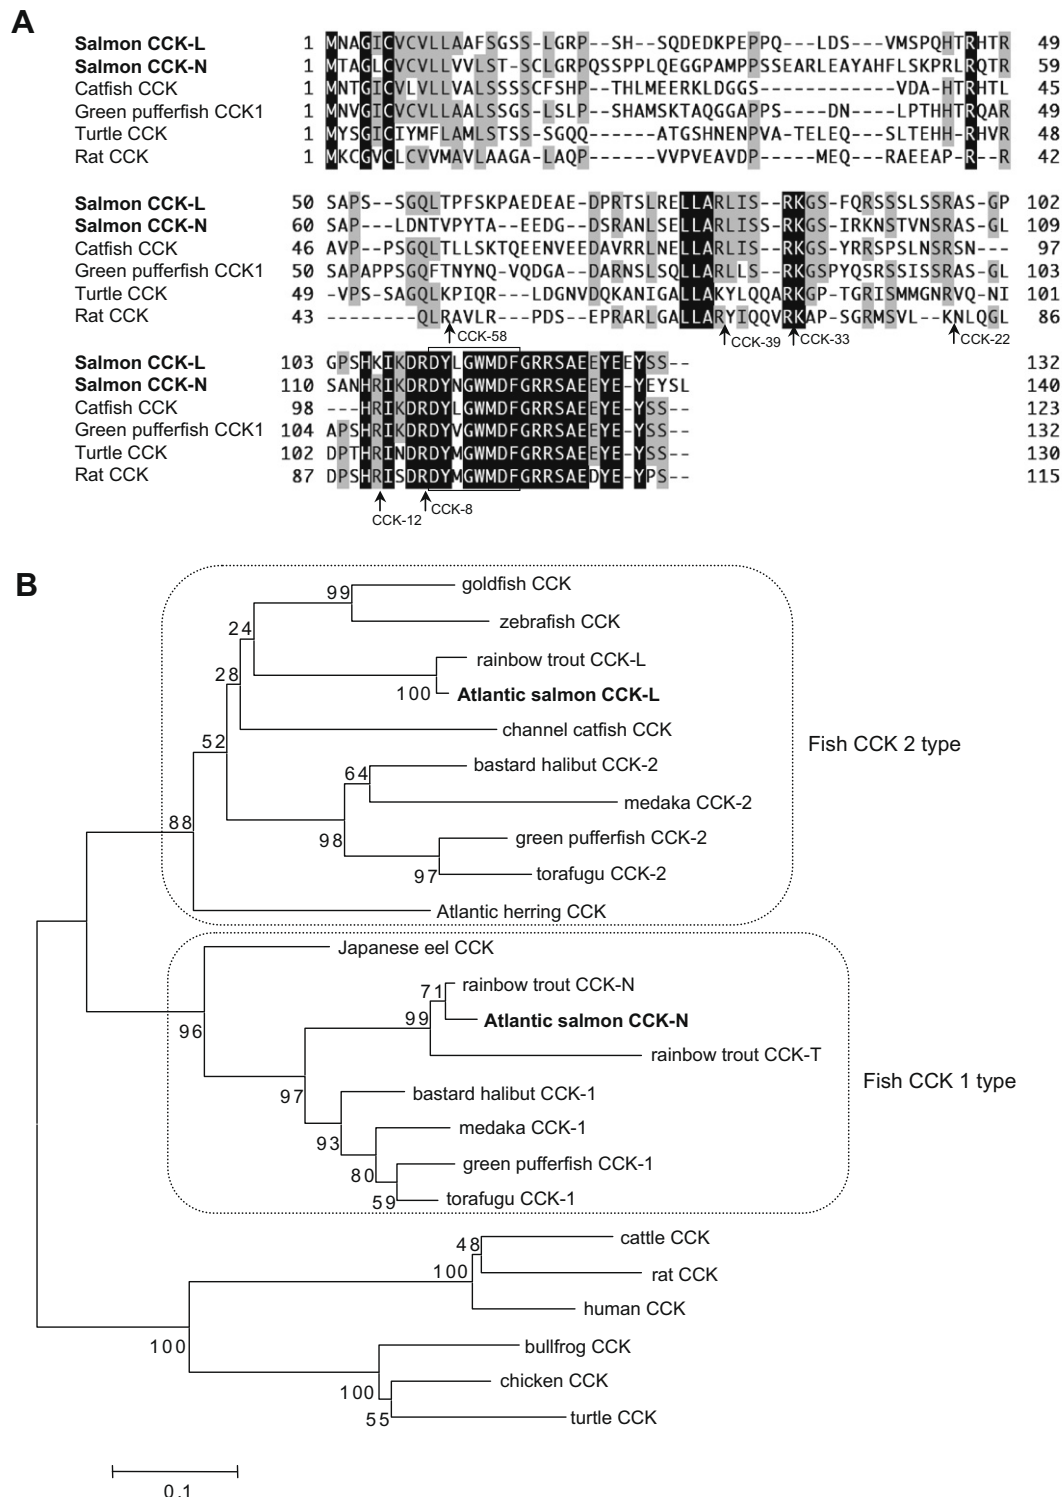 A
Salmon CCK-L 1 MNAGICVCVLLAAFSGSS-LGRP--SH--SQDEDKPEPPQ---LDS---VMSPQHTRHTR 49
Salmon CCK-N 1 MTAGLCVCVLLVVLST-SCLGRPQSSPPLQEGGPAMPPSSEARLEAYAHFLSKPRLRQTR 59
Catfish CCK 1 MNTGICVLVLLVALSSSSCFSHP--THLMEERKLDGGS------------VDA-HTRHTL 45
Green pufferfish CCK1 1 MNVGICVCVLLAALSSGS-LSLP--SHAMSKTAQGGAPPS---DN----LPTHHTRQAR 49
Turtle CCK 1 MYSGICIYMFLAMLSTSS-SGQQ------ATGSHNENPVA-TELEQ---SLTEHH-RHVR 48
Rat CCK 1 MKCGVCLCVVMAVLAAGA-LAQP-----VVPVEAVDP-----MEQ---RAEEAP-R--R 42
Salmon CCK-L 50 SAPS--SGQLTPFSKPAEDEAE-DPRTSLRELLARLIS--RKGS-FQRSSSLSSRAS-GP 102
Salmon CCK-N 60 SAP---LDNTVPYTA--EEDG--DSRANLSELLARLISS-RKGS-IRKNSTVNSRAS-GL 109
Catfish CCK 46 AVP--PSGQLTLLSKTQEENVEEDAVRRLNELLARLIS--RKGS-YRRSPSLNSRSN--- 97
Green pufferfish CCK1 50 SAPAPPSGQFTNYNQ-VQDGA--DARNSLSQLLARLLS--RKGSPYQSRSSISSRAS-GL 103
Turtle CCK 49 -VPS-SAGQLKPIQR---LDGNVDQKANIGALLAKYLQQARKGP-TGRISMMGNRVQ-NI 101
Rat CCK 43 --------QLRAVLR---PDS--EPRARLGALLARYIQQVRKAP-SGRMSVL--KNLQGL 86
CCK-58 CCK-39 CCK-33 CCK-22
Salmon CCK-L 103 GPSHKIKDRDYLGWMDFGRRSAEEYEEYSS-- 132
Salmon CCK-N 110 SANHRIKDRDYNGWMDFGRRSAEEYE-YEYSL 140
Catfish CCK 98 ---HRIKDRDYLGWMDFGRRSAEEYE-YSS-- 123
Green pufferfish CCK1 104 APSHRIKDRDYVGWMDFGRRSAEEYE-YSS-- 132
Turtle CCK 102 DPTHRINDRDYMGWMDFGRRSAEEYE-YSS-- 130
Rat CCK 87 DPSHRISDRDYMGWMDFGRRSAEDYE-YPS-- 115
CCK-12 CCK-8
B
goldfish CCK
99
zebrafish CCK
24
rainbow trout CCK-L
28
100 Atlantic salmon CCK-L
channel catfish CCK
52 Fish CCK 2 type
bastard halibut CCK-2
64
medaka CCK-2
88
98 green pufferfish CCK-2
97 torafugu CCK-2
Atlantic herring CCK
Japanese eel CCK
71 rainbow trout CCK-N
99 Atlantic salmon CCK-N
96
rainbow trout CCK-T
Fish CCK 1 type
97 bastard halibut CCK-1
medaka CCK-1
93
green pufferfish CCK-1
80
59 torafugu CCK-1
cattle CCK
48
100 rat CCK
human CCK
100 bullfrog CCK
chicken CCK
100
55 turtle CCK
0.1